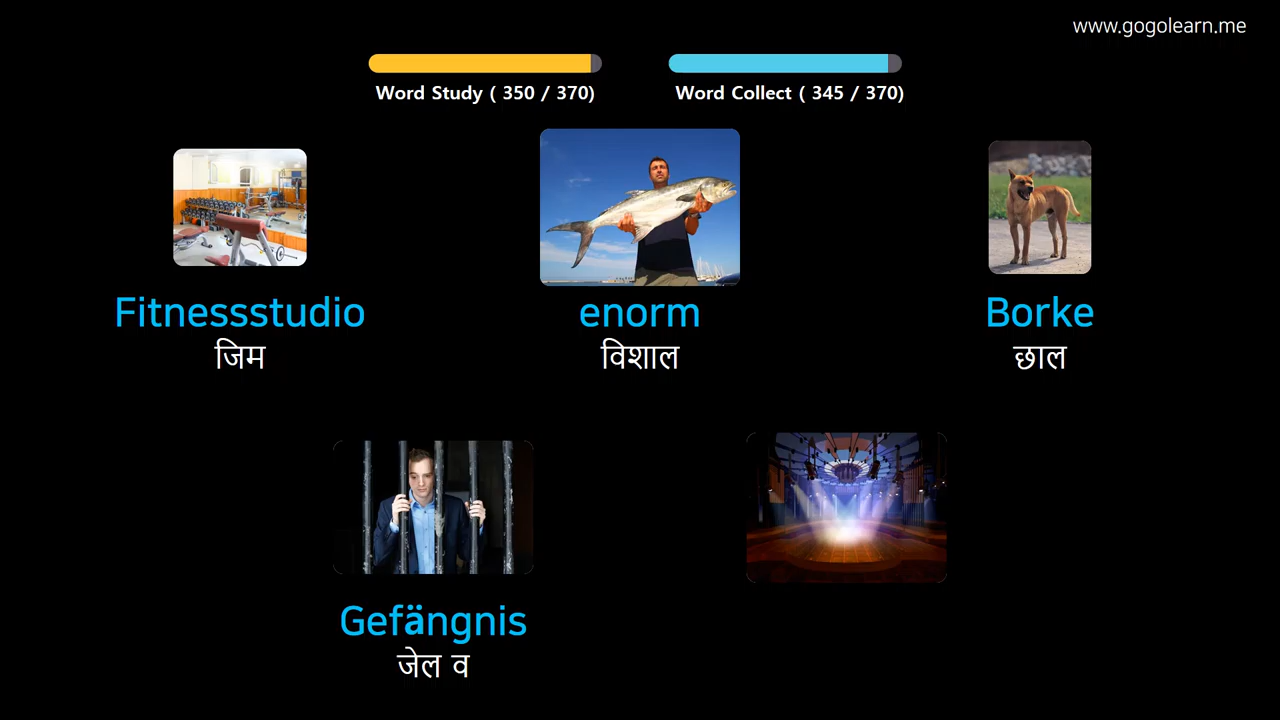 www.gogolearn.me
Word Study ( 350 / 370)
Word Collect ( 345 / 370)
Fitnessstudio
जिम
enorm
विशाल
Borke
छाल
Gefängnis
जेल व